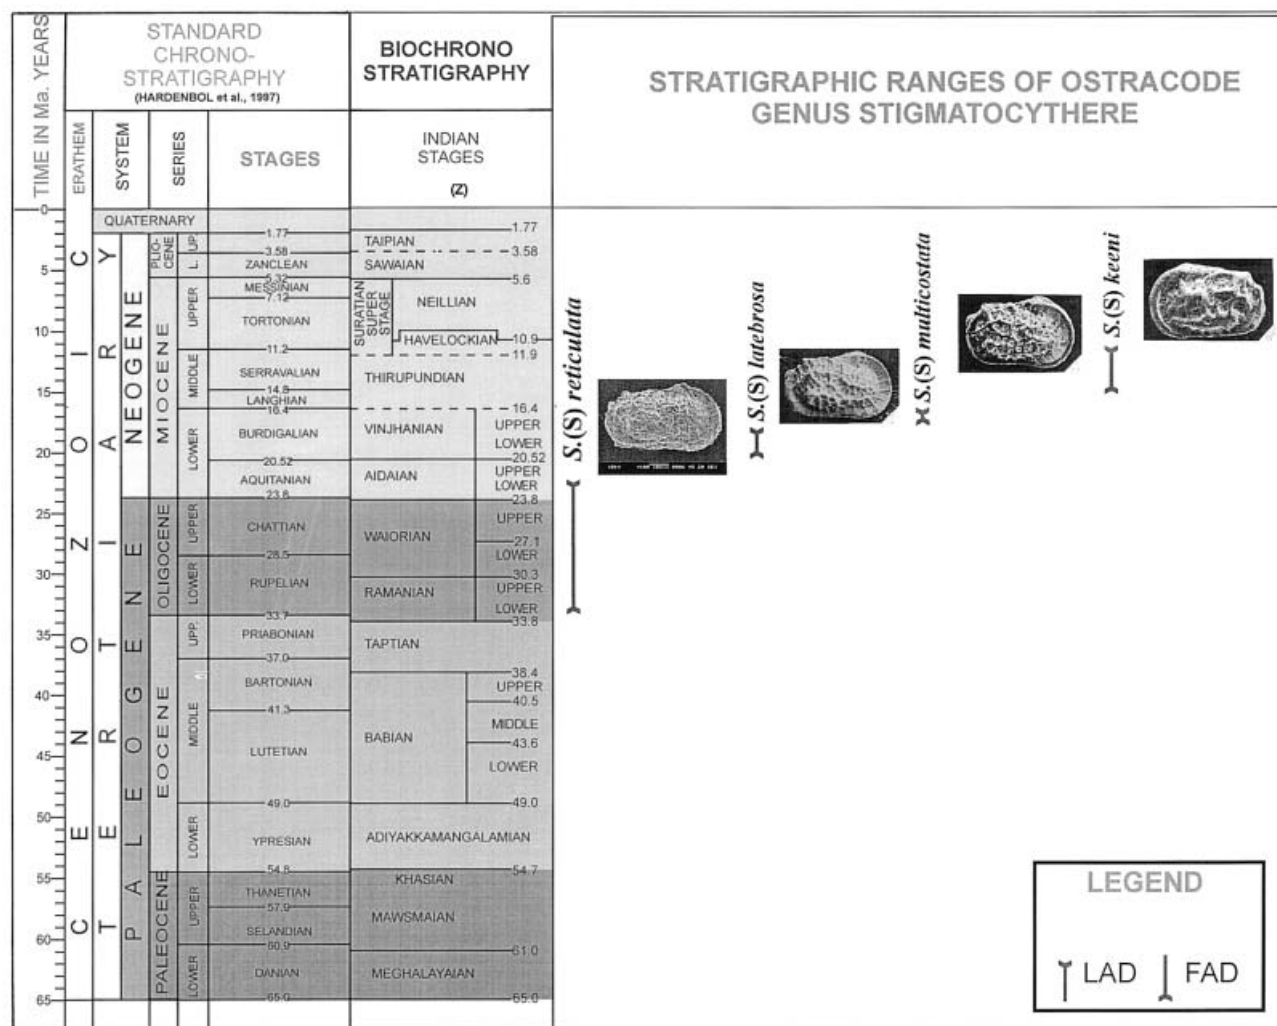 TIME IN Ma. YEARS
STANDARD
CHRONO-
STRATIGRAPHY
(HARDENBOL et al., 1997)
BIOCHRONO
STRATIGRAPHY
STRATIGRAPHIC RANGES OF OSTRACODE
GENUS STIGMATOCYTHERE
ERATHEM
SYSTEM
SERIES
STAGES
INDIAN
STAGES
(Z)
0
5
10
15
20
25
30
35
40
45
50
55
60
65
CENOZOIC
TERTIARY
QUATERNARY
NEOGENE
PALEOGENE
PLIO-
CENE
MIOCENE
OLIGOCENE
EOCENE
PALEOCENE
UP.
L.
UPPER
MIDDLE
LOWER
UPPER
LOWER
UPP.
MIDDLE
LOWER
UPPER
LOWER
1.77
3.58
ZANCLEAN
5.32
MESSINIAN
7.12
TORTONIAN
11.2
SERRAVALIAN
14.8
LANGHIAN
16.4
BURDIGALIAN
20.52
AQUITANIAN
23.8
CHATTIAN
28.5
RUPELIAN
33.7
PRIABONIAN
37.0
BARTONIAN
41.3
LUTETIAN
49.0
YPRESIAN
54.8
THANETIAN
57.9
SELANDIAN
60.9
DANIAN
65.0
1.77
TAIPIAN
3.58
SAWAIAN
5.6
SURATIAN
SUPER
STAGE
NEILLIAN
HAVELOCKIAN
10.9
11.9
THIRUPUNDIAN
16.4
VINJHANIAN
UPPER
LOWER
20.52
AIDAIAN
UPPER
LOWER
23.8
WAIORIAN
UPPER
27.1
LOWER
30.3
RAMANIAN
UPPER
LOWER
33.8
TAPTIAN
38.4
BABIAN
UPPER
40.5
MIDDLE
43.6
LOWER
49.0
ADIYAKKAMANGALAMIAN
54.7
KHASIAN
MAWSMAIAN
61.0
MEGHALAYAIAN
65.0
S.(S) reticulata
S.(S) latebrosa
S.(S) multicostata
S.(S) keeni
LEGEND
LAD FAD